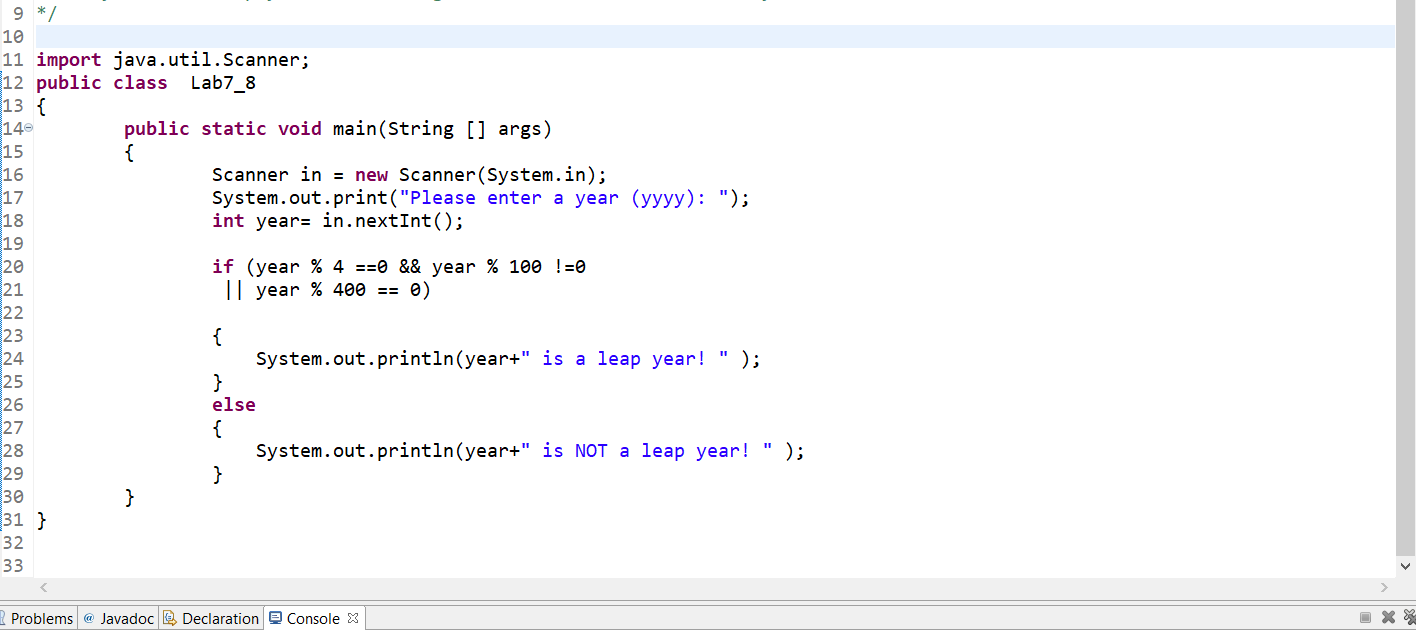 9 */
10
11 import java.util.Scanner;
12 public class  Lab7_8
13 {
14         public static void main(String [] args)
15         {
16                 Scanner in = new Scanner(System.in);
17                 System.out.print("Please enter a year (yyyy): ");
18                 int year= in.nextInt();
19
20                 if (year % 4 ==0 && year % 100 !=0
21                  || year % 400 == 0)
22
23                 {
24                     System.out.println(year+" is a leap year! " );
25                 }
26                 else
27                 {
28                     System.out.println(year+" is NOT a leap year! " );
29                 }
30         }
31 }
32
33
Problems @ Javadoc Declaration Console